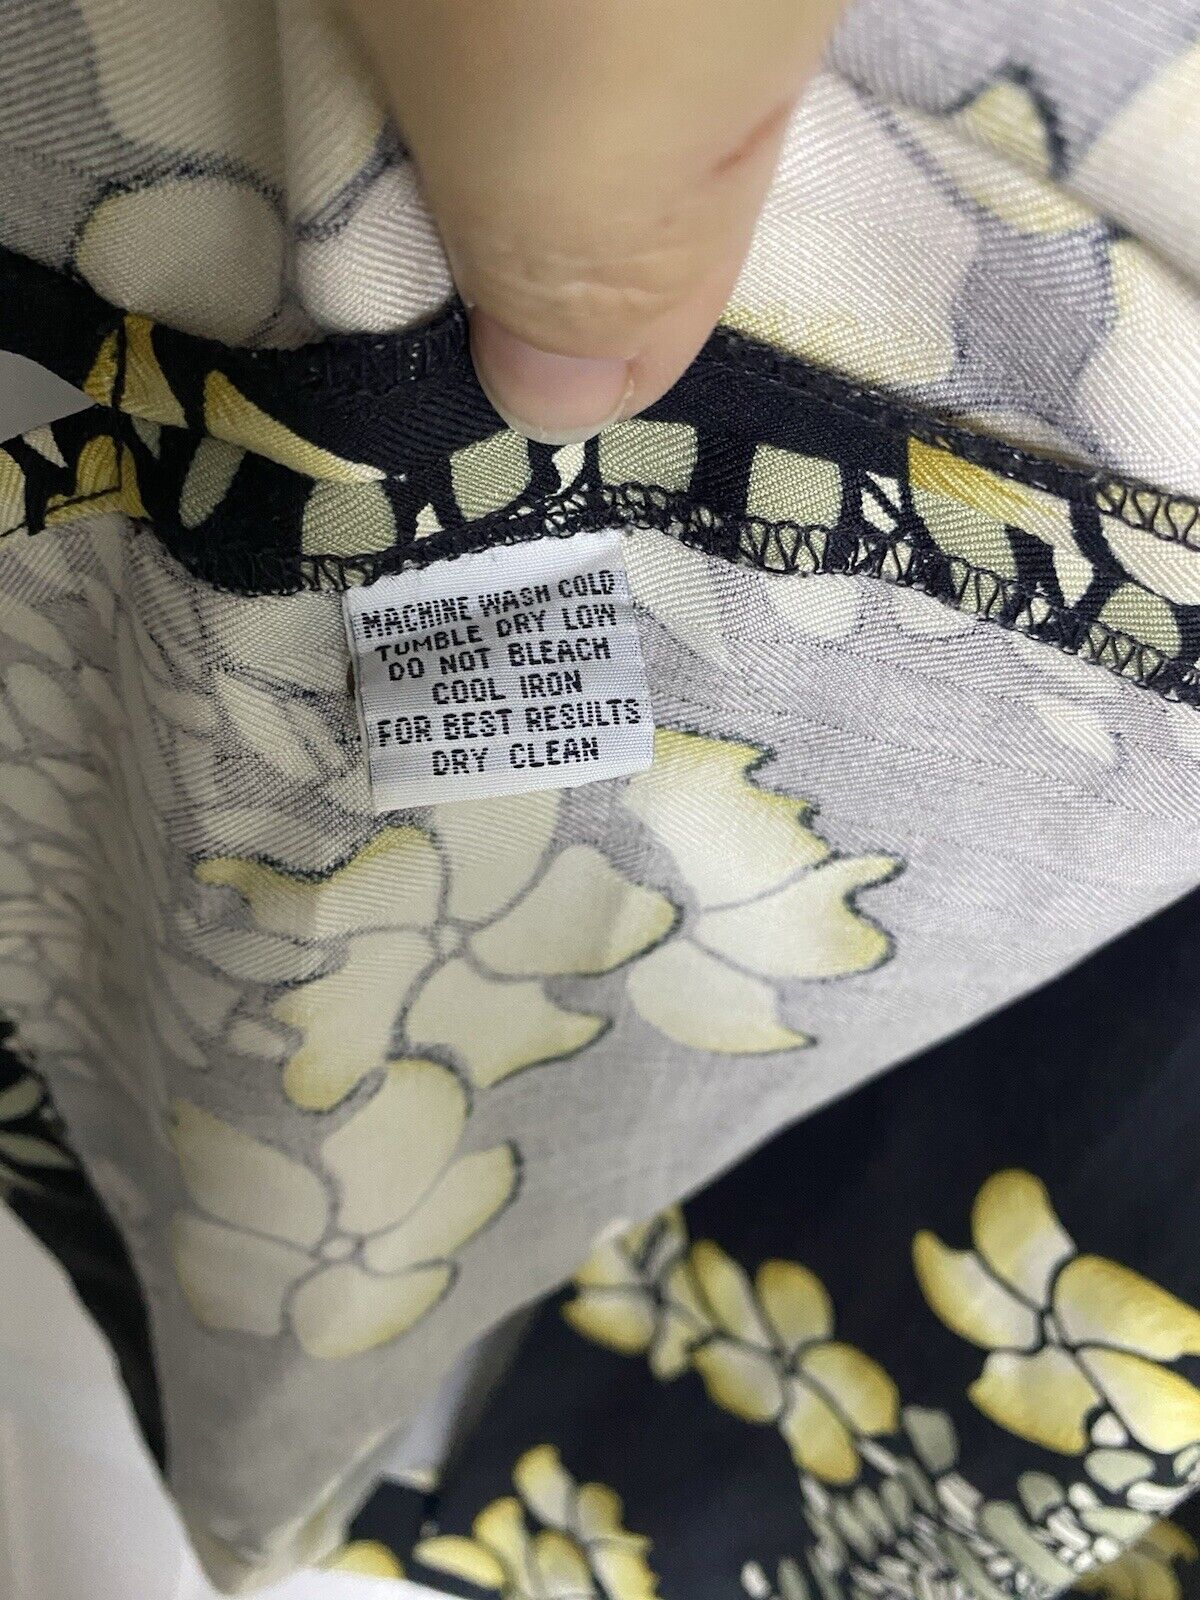 MACHINE WASH COLD
TUMBLE DRY LOW
DO NOT BLEACH
COOL IRON
FOR BEST RESULTS
DRY CLEAN